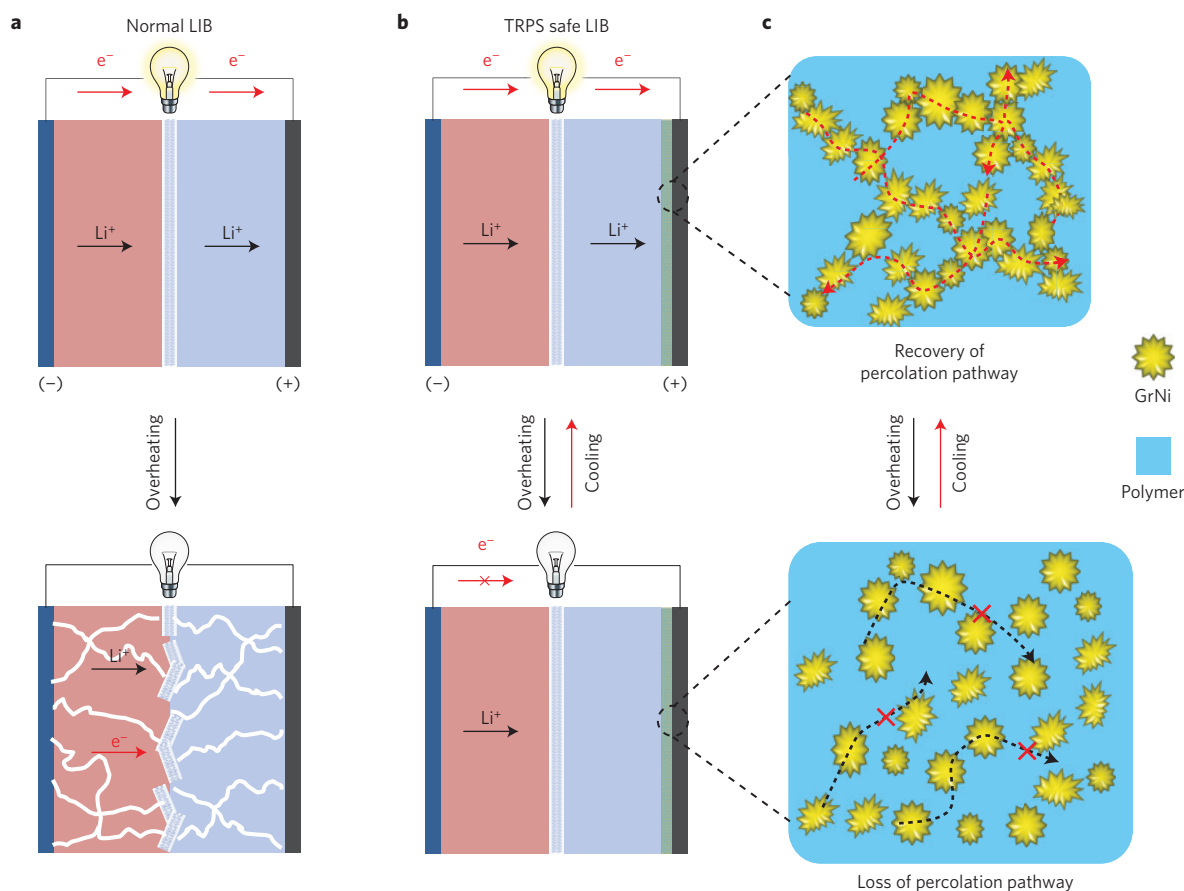 a
Normal LIB
e⁻
e⁻
Li⁺
Li⁺
(−)
(+)
Overheating
Li⁺
e⁻
b
TRPS safe LIB
e⁻
e⁻
Li⁺
Li⁺
(−)
(+)
Overheating
Cooling
e⁻
Li⁺
c
Recovery of
percolation pathway
Overheating
Cooling
Loss of percolation pathway
GrNi
Polymer